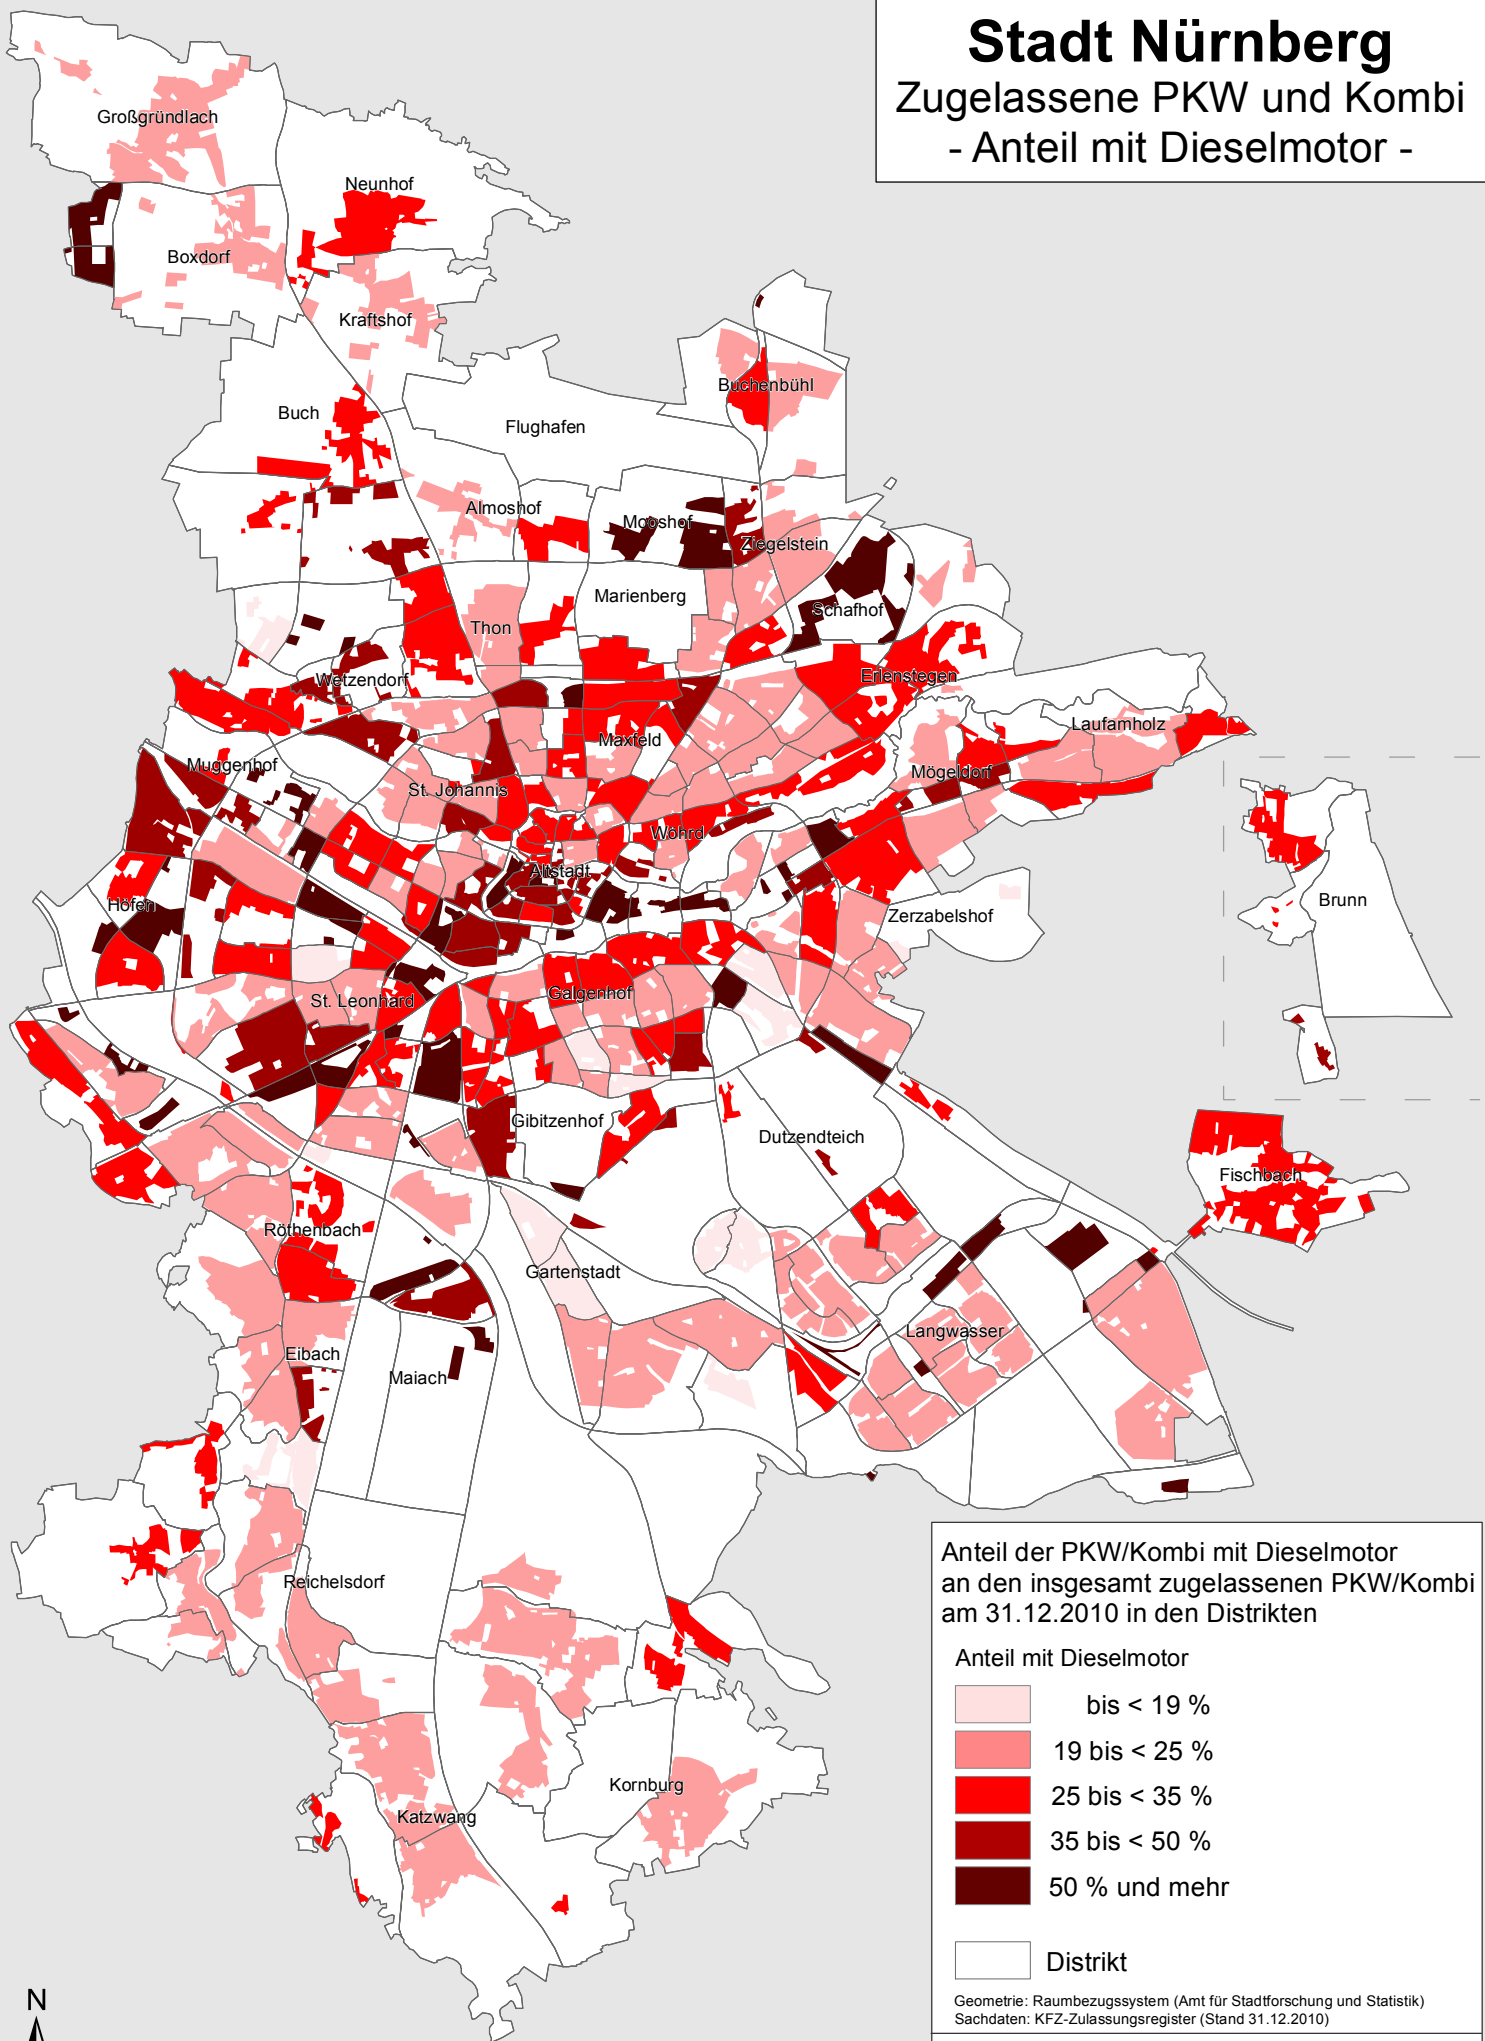 Stadt Nürnberg
Zugelassene PKW und Kombi
- Anteil mit Dieselmotor -
Großgründlach
Neunhof
Boxdorf
Kraftshof
Buchenbühl
Buch
Flughafen
Almoshof
Mooshof
Ziegelstein
Marienberg
Schafhof
Thon
Wetzendorf
Erlenstegen
Laufamholz
Maxfeld
Muggenhof
Mögeldorf
St. Johannis
Wöhrd
Altstadt
Höfen
Zerzabelshof
Brunn
St. Leonhard
Galgenhof
Gibitzenhof
Dutzendteich
Fischbach
Röthenbach
Gartenstadt
Langwasser
Eibach
Maiach
Reichelsdorf
Kornburg
Katzwang
Anteil der PKW/Kombi mit Dieselmotor
an den insgesamt zugelassenen PKW/Kombi
am 31.12.2010 in den Distrikten
Anteil mit Dieselmotor
bis < 19 %
19 bis < 25 %
25 bis < 35 %
35 bis < 50 %
50 % und mehr
Distrikt
Geometrie: Raumbezugssystem (Amt für Stadtforschung und Statistik)
Sachdaten: KFZ-Zulassungsregister (Stand 31.12.2010)
N